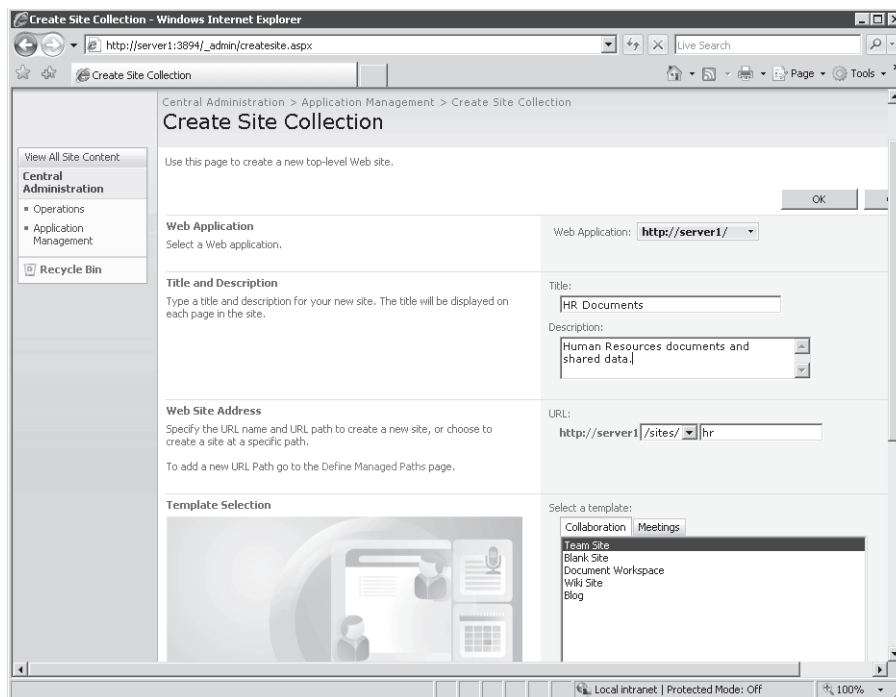 Create Site Collection - Windows Internet Explorer
http://server1:3894/_admin/createsite.aspx
Live Search
Create Site Collection
Page
Tools
Central Administration > Application Management > Create Site Collection
Create Site Collection
View All Site Content
Central
Administration
Operations
Application
Management
Recycle Bin
Use this page to create a new top-level Web site.
OK
Web Application
Select a Web application.
Web Application: http://server1/
Title and Description
Type a title and description for your new site. The title will be displayed on
each page in the site.
Title:
HR Documents
Description:
Human Resources documents and
shared data.
Web Site Address
Specify the URL name and URL path to create a new site, or choose to
create a site at a specific path.
To add a new URL Path go to the Define Managed Paths page.
URL:
http://server1 /sites/ hr
Template Selection
Select a template:
Collaboration Meetings
Team Site
Blank Site
Document Workspace
Wiki Site
Blog
Local intranet | Protected Mode: Off
100%